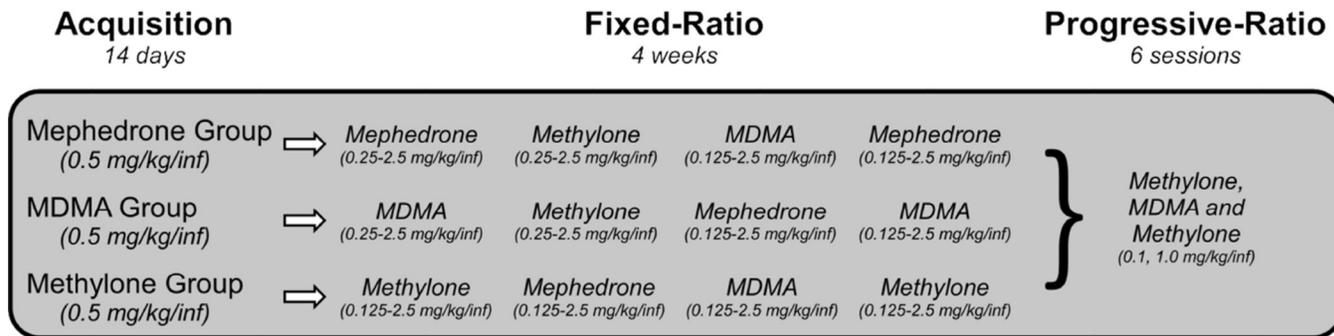 Acquisition
14 days
Fixed-Ratio
4 weeks
Progressive-Ratio
6 sessions
Mephedrone Group
(0.5 mg/kg/inf)
Mephedrone
(0.25-2.5 mg/kg/inf)
Methylone
(0.25-2.5 mg/kg/inf)
MDMA
(0.125-2.5 mg/kg/inf)
Mephedrone
(0.125-2.5 mg/kg/inf)
MDMA Group
(0.5 mg/kg/inf)
MDMA
(0.25-2.5 mg/kg/inf)
Methylone
(0.25-2.5 mg/kg/inf)
Mephedrone
(0.125-2.5 mg/kg/inf)
MDMA
(0.125-2.5 mg/kg/inf)
Methylone Group
(0.5 mg/kg/inf)
Methylone
(0.125-2.5 mg/kg/inf)
Mephedrone
(0.125-2.5 mg/kg/inf)
MDMA
(0.125-2.5 mg/kg/inf)
Methylone
(0.125-2.5 mg/kg/inf)
Methylone,
MDMA and
Methylone
(0.1, 1.0 mg/kg/inf)